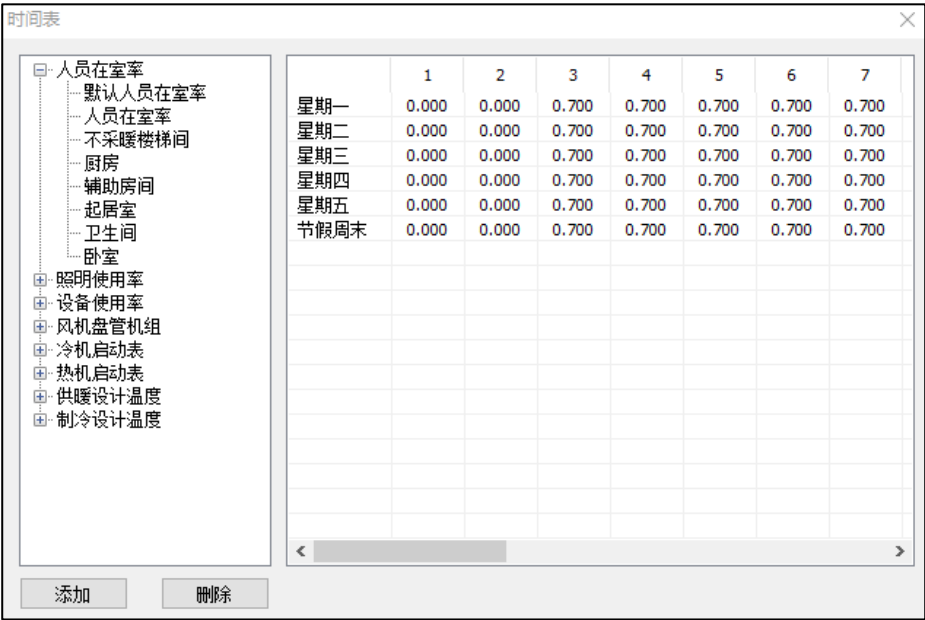 时间表
人员在室率
默认人员在室率
人员在室率
不采暖楼梯间
厨房
辅助房间
起居室
卫生间
卧室
照明使用率
设备使用率
风机盘管机组
冷机启动表
热机启动表
供暖设计温度
制冷设计温度
1 2 3 4 5 6 7
星期一 0.000 0.000 0.700 0.700 0.700 0.700 0.700
星期二 0.000 0.000 0.700 0.700 0.700 0.700 0.700
星期三 0.000 0.000 0.700 0.700 0.700 0.700 0.700
星期四 0.000 0.000 0.700 0.700 0.700 0.700 0.700
星期五 0.000 0.000 0.700 0.700 0.700 0.700 0.700
节假周末 0.000 0.000 0.700 0.700 0.700 0.700 0.700
添加 删除